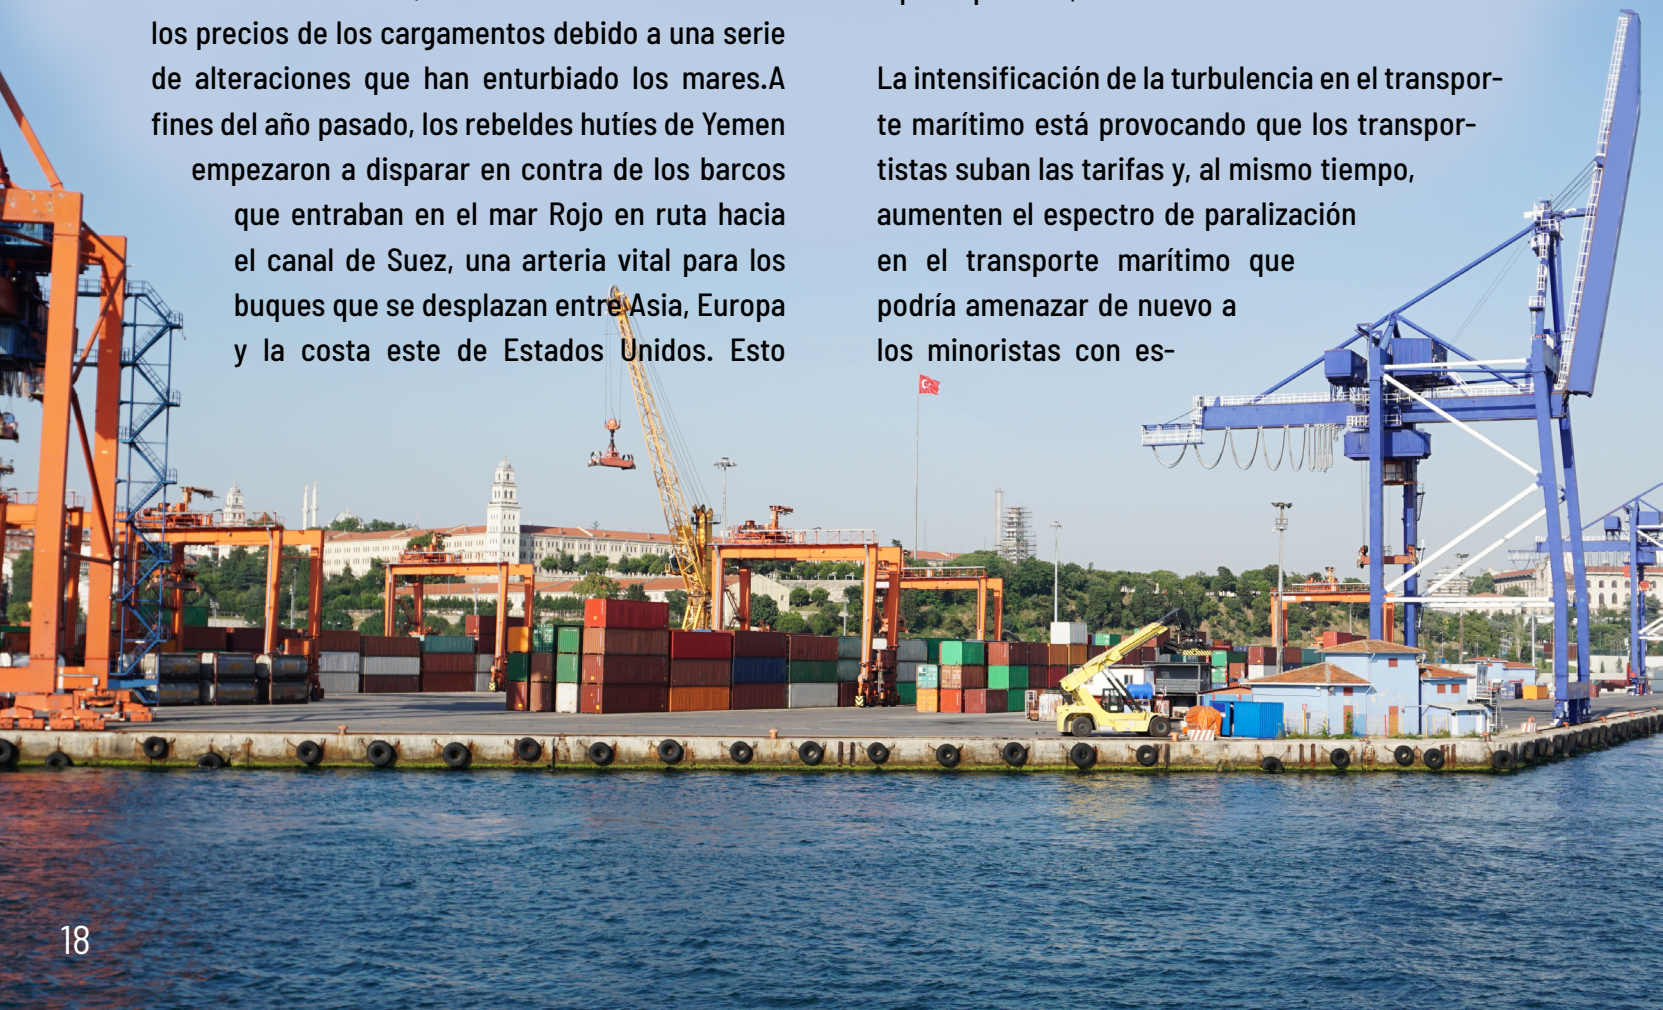 los precios de los cargamentos debido a una serie
de alteraciones que han enturbiado los mares.A
fines del año pasado, los rebeldes hutíes de Yemen
empezaron a disparar en contra de los barcos
que entraban en el mar Rojo en ruta hacia
el canal de Suez, una arteria vital para los
buques que se desplazan entre Asia, Europa
y la costa este de Estados Unidos. Esto
La intensificación de la turbulencia en el transpor-
te marítimo está provocando que los transpor-
tistas suban las tarifas y, al mismo tiempo,
aumenten el espectro de paralización
en el transporte marítimo que
podría amenazar de nuevo a
los minoristas con es-
18